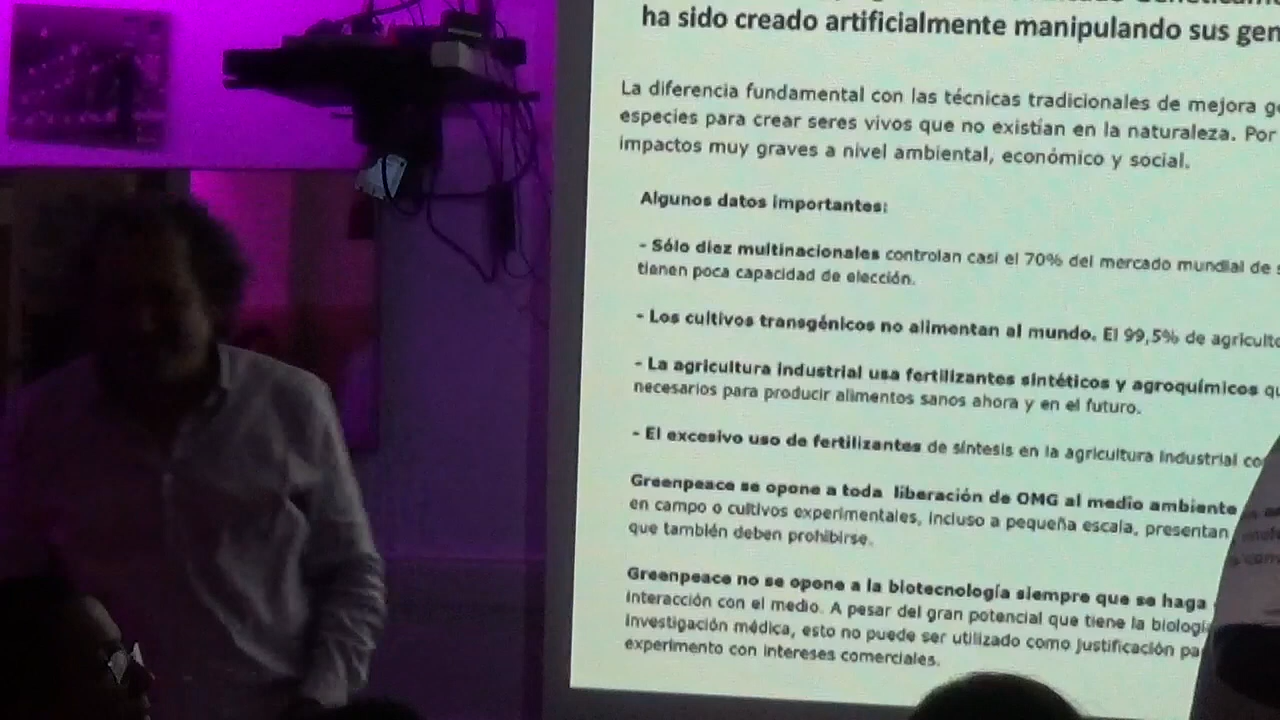 ha sido creado artificialmente manipulando sus gen
La diferencia fundamental con las técnicas tradicionales de mejora g
especies para crear seres vivos que no existían en la naturaleza. Por
impactos muy graves a nivel ambiental, económico y social.
Algunos datos importantes:
- Sólo diez multinacionales controlan casi el 70% del mercado mundial de s
tienen poca capacidad de elección.
- Los cultivos transgénicos no alimentan al mundo. El 99,5% de agriculto
- La agricultura industrial usa fertilizantes sintéticos y agroquímicos qu
necesarios para producir alimentos sanos ahora y en el futuro.
- El excesivo uso de fertilizantes de síntesis en la agricultura industrial co
Greenpeace se opone a toda liberación de OMG al medio ambiente
en campo o cultivos experimentales, incluso a pequeña escala, presentan
que también deben prohibirse.
Greenpeace no se opone a la biotecnología siempre que se haga
interacción con el medio. A pesar del gran potencial que tiene la biologí
investigación médica, esto no puede ser utilizado como justificación pa
experimento con intereses comerciales.